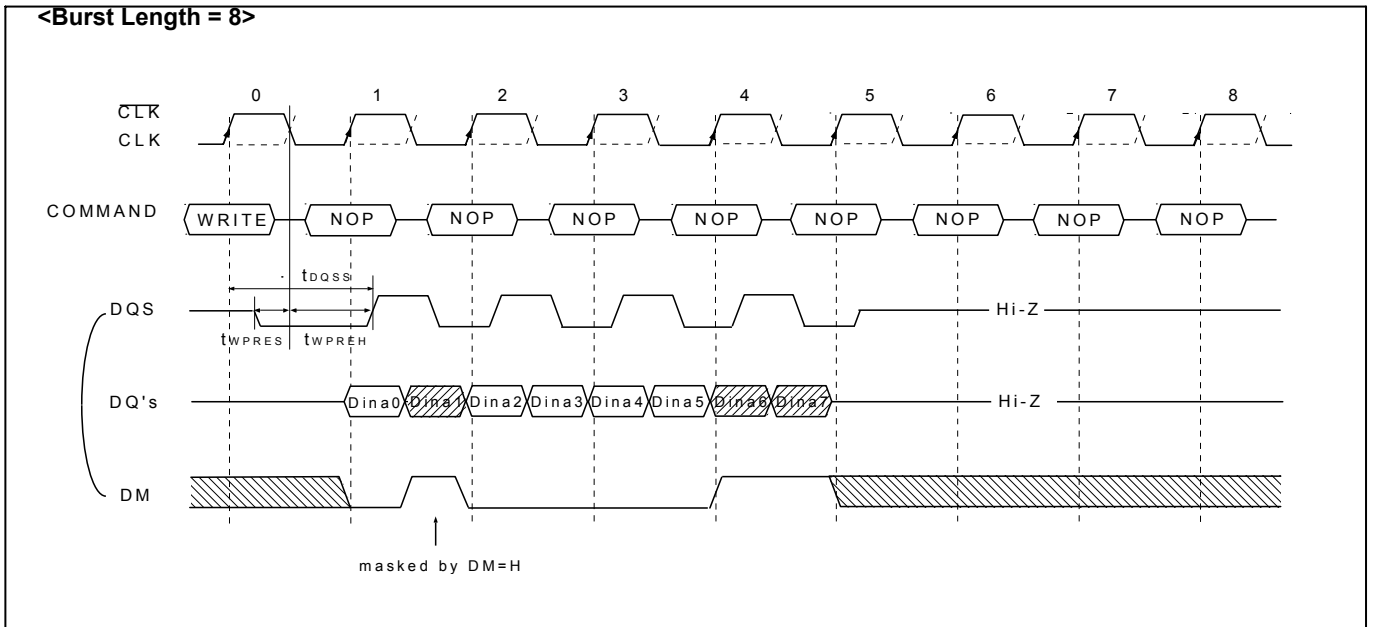 <Burst Length = 8>
0 1 2 3 4 5 6 7 8
CLK
CLK
COMMAND WRITE NOP NOP NOP NOP NOP NOP NOP NOP
tDQSS
DQS Hi-Z
tWPRES tWPREH
DQ's Dina0 Dina1 Dina2 Dina3 Dina4 Dina5 Dina6 Dina7 Hi-Z
DM
masked by DM=H